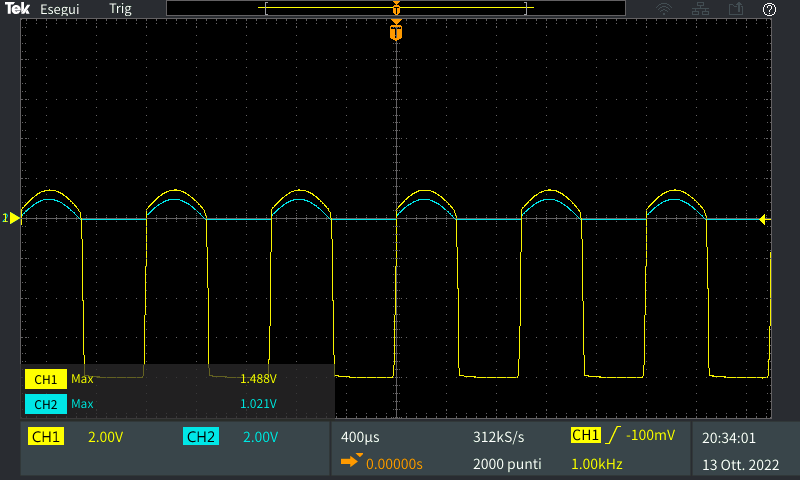 Tek Esegui Trig
T
T
CH1 Max 1.488V
CH2 Max 1.021V
CH1 2.00V CH2 2.00V 400µs 312kS/s CH1 -100mV 20:34:01
0.00000s 2000 punti 1.00kHz 13 Ott. 2022